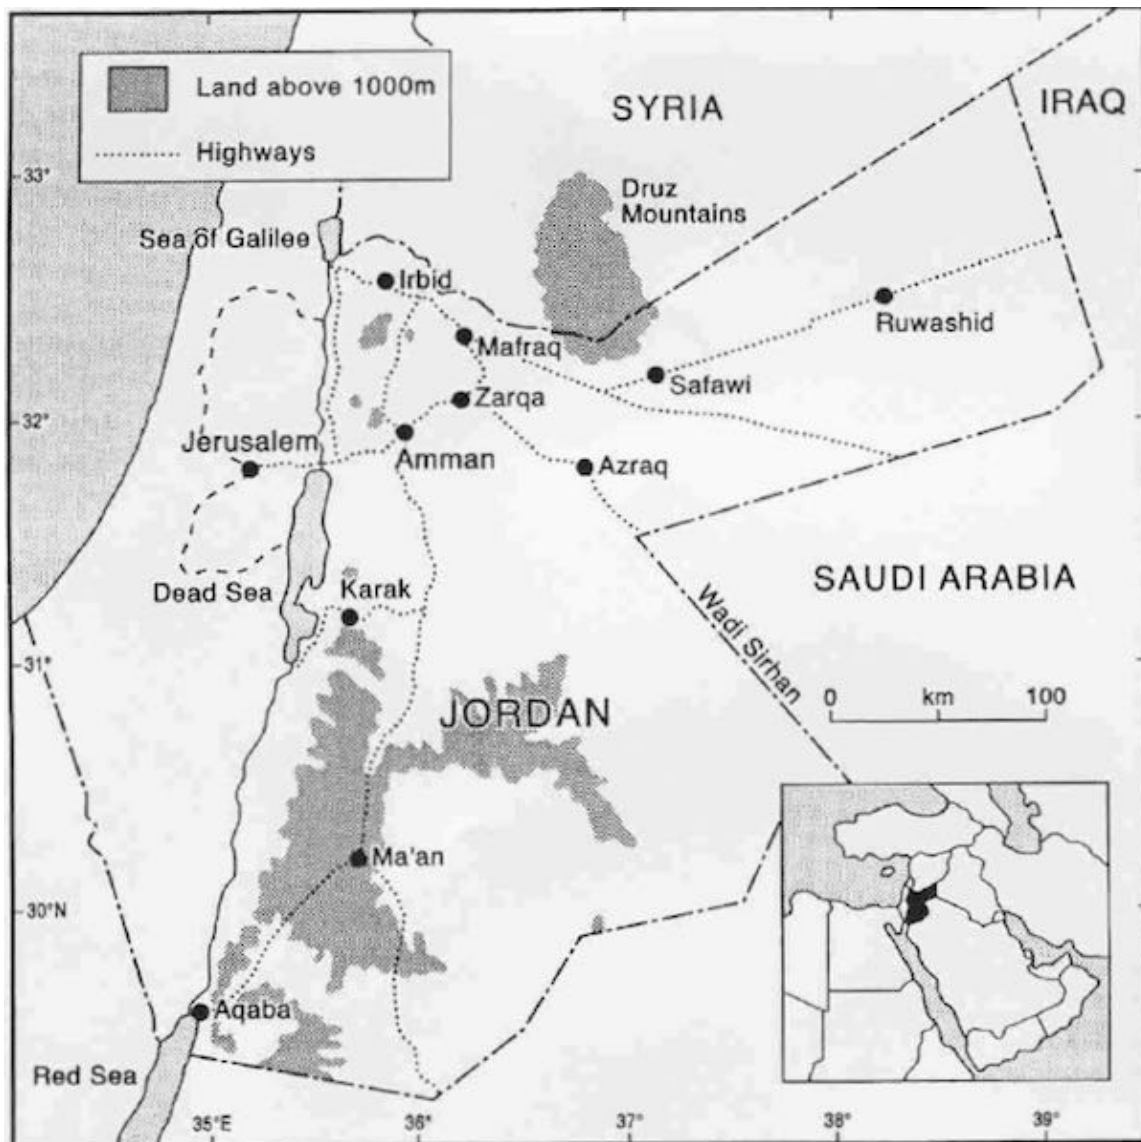 Land above 1000m
Highways
SYRIA
IRAQ
33°
Druz
Mountains
Sea of Galilee
Irbid
Ruwashid
Mafraq
Safawi
Zarqa
32°
Jerusalem
Amman
Azraq
Dead Sea
Karak
SAUDI ARABIA
Wadi Sirhan
31°
0 km 100
JORDAN
Ma'an
30°N
Aqaba
Red Sea
35°E 36° 37° 38° 39°